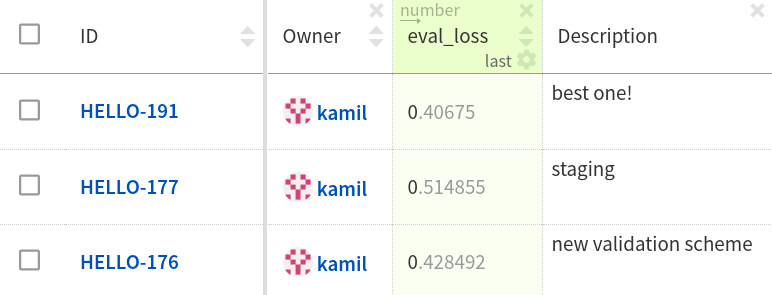 number
ID Owner eval_loss Description
last
HELLO-191 kamil 0.40675 best one!
HELLO-177 kamil 0.514855 staging
HELLO-176 kamil 0.428492 new validation scheme